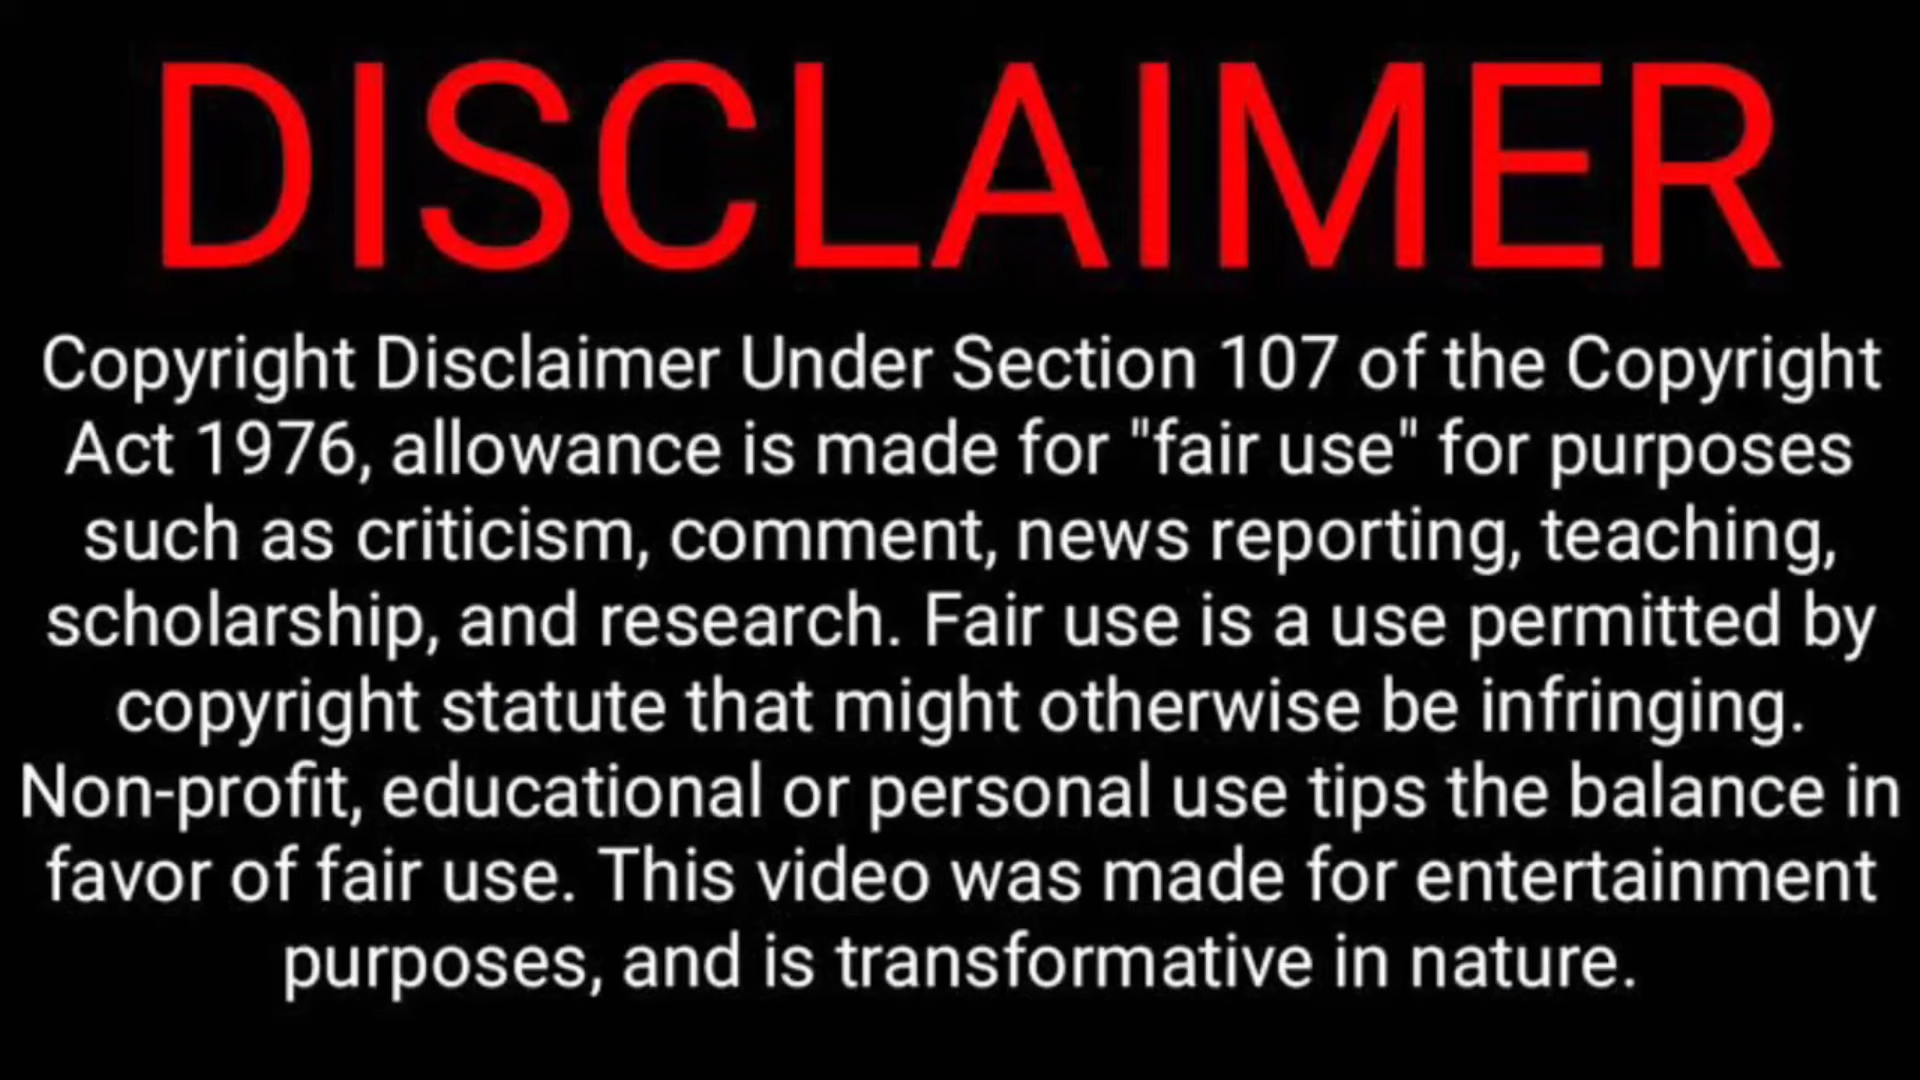 DISCLAIMER
Copyright Disclaimer Under Section 107 of the Copyright
Act 1976, allowance is made for "fair use" for purposes
such as criticism, comment, news reporting, teaching,
scholarship, and research. Fair use is a use permitted by
copyright statute that might otherwise be infringing.
Non-profit, educational or personal use tips the balance in
favor of fair use. This video was made for entertainment
purposes, and is transformative in nature.